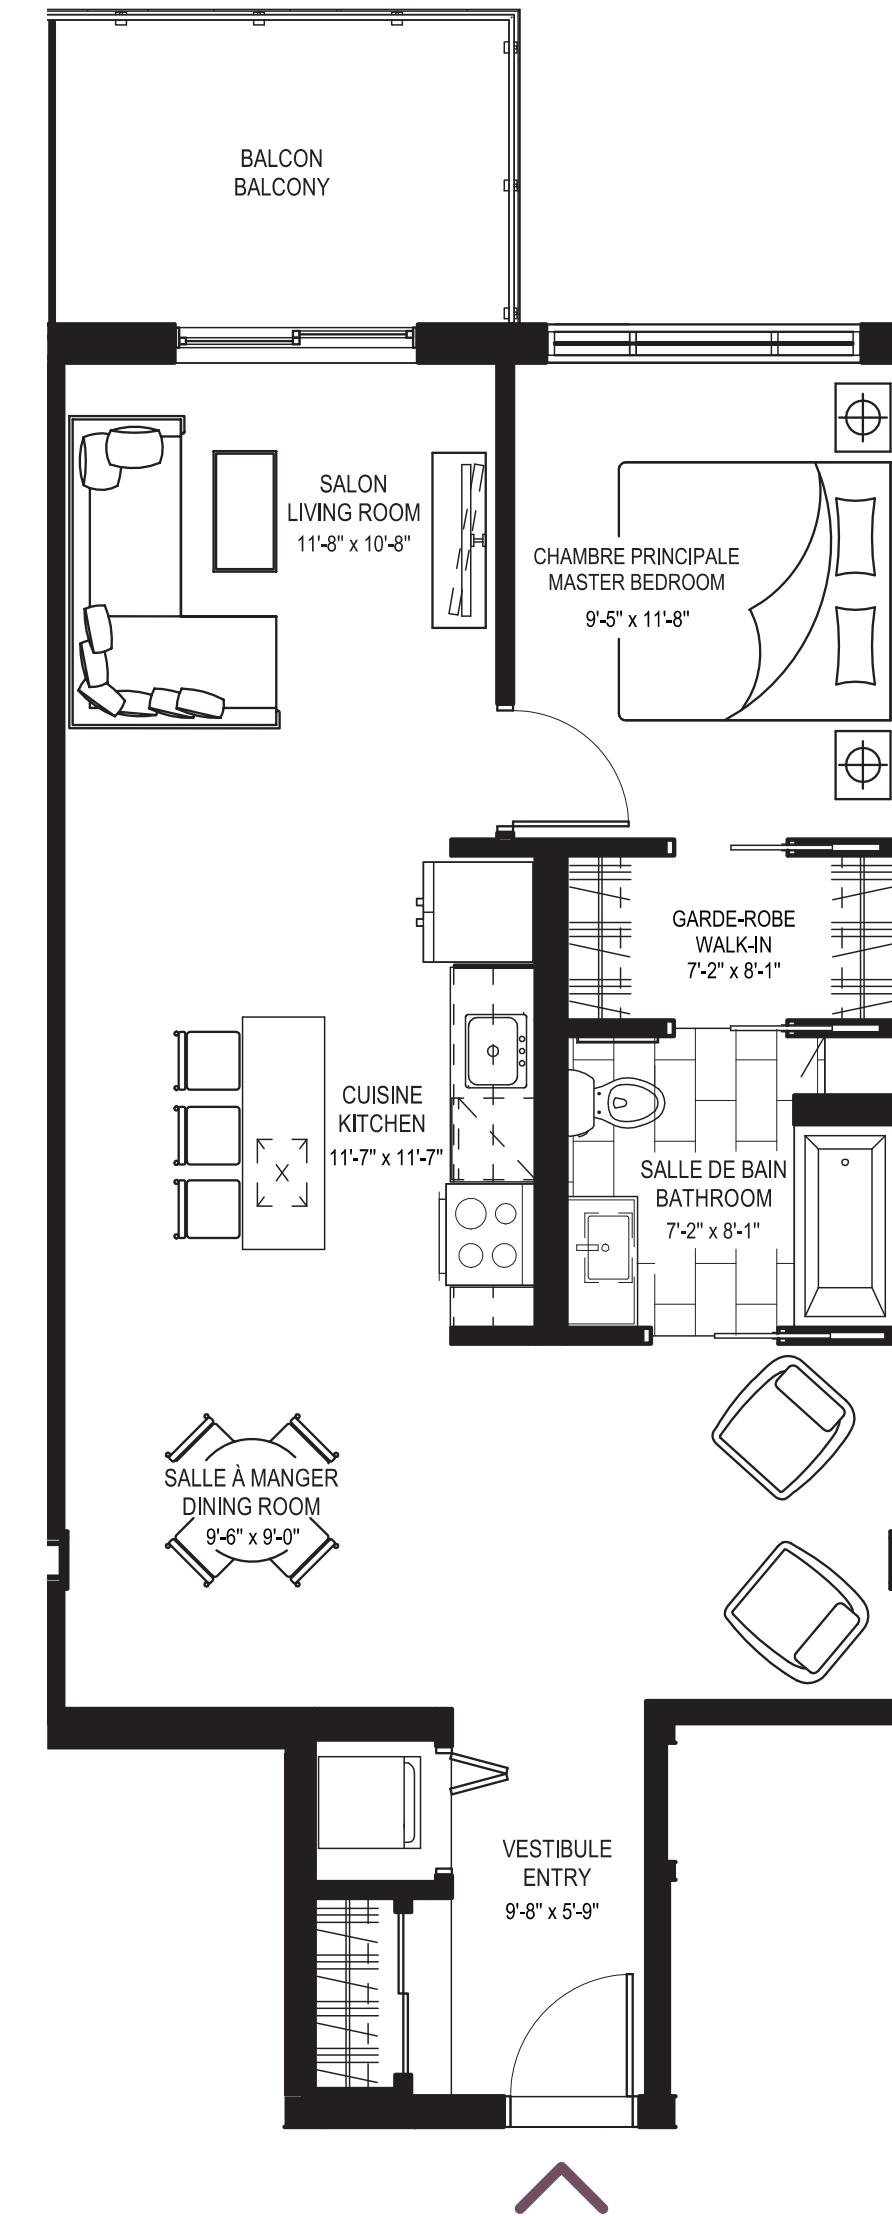 BALCON
BALCONY
SALON
LIVING ROOM
11'-8" x 10'-8"
CHAMBRE PRINCIPALE
MASTER BEDROOM
9'-5" x 11'-8"
GARDE-ROBE
WALK-IN
7'-2" x 8'-1"
CUISINE
KITCHEN
11'-7" x 11'-7"
SALLE DE BAIN
BATHROOM
7'-2" x 8'-1"
SALLE À MANGER
DINING ROOM
9'-6" x 9'-0"
VESTIBULE
ENTRY
9'-8" x 5'-9"